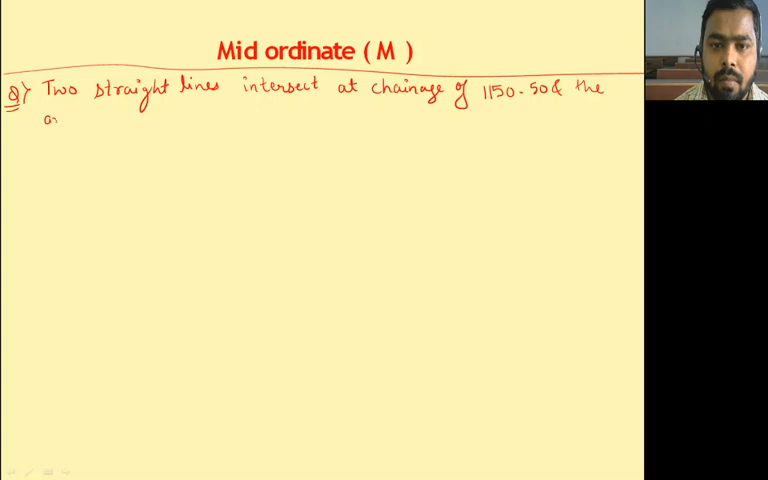 Mid ordinate ( M )
Q) Two straight lines intersect at chainage of 1150.50 & the